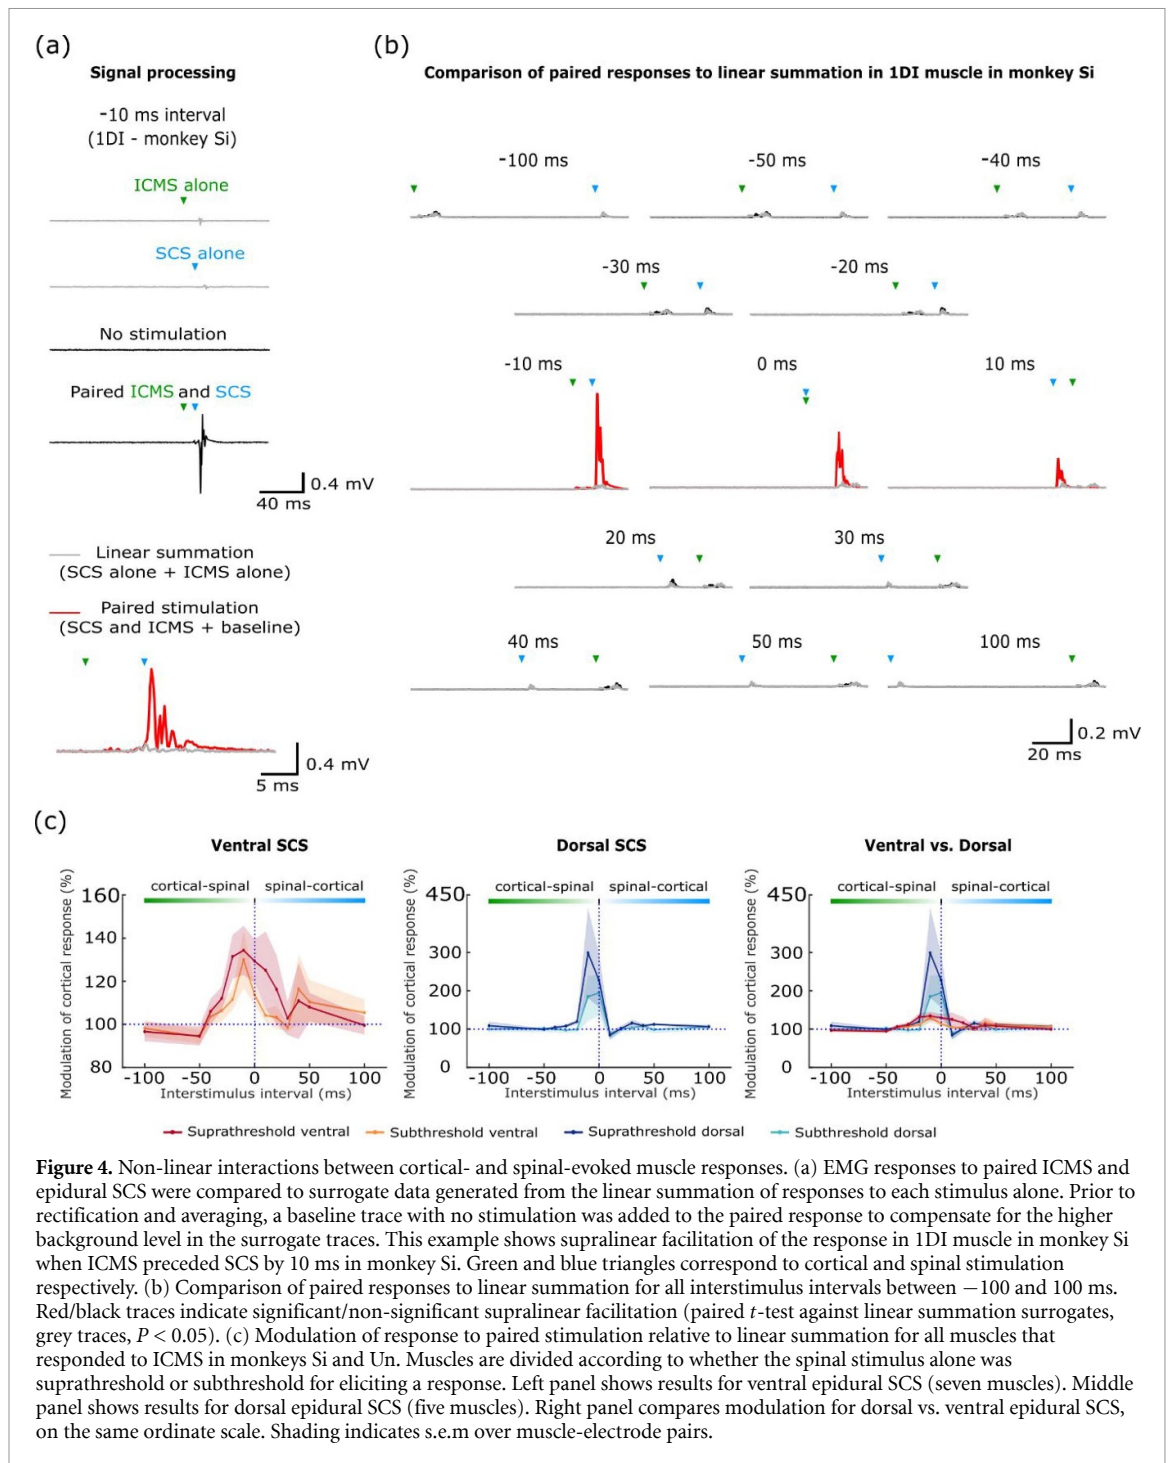 (a)
Signal processing
-10 ms interval
(1DI - monkey Si)
ICMS alone
SCS alone
No stimulation
Paired ICMS and SCS
0.4 mV
40 ms
Linear summation
(SCS alone + ICMS alone)
Paired stimulation
(SCS and ICMS + baseline)
0.4 mV
5 ms
(b)
Comparison of paired responses to linear summation in 1DI muscle in monkey Si
-100 ms
-50 ms
-40 ms
-30 ms
-20 ms
-10 ms
0 ms
10 ms
20 ms
30 ms
40 ms
50 ms
100 ms
0.2 mV
20 ms
(c)
Ventral SCS
Modulation of cortical response (%)
cortical-spinal
spinal-cortical
160
140
120
100
80
-100 -50 0 50 100
Interstimulus interval (ms)
Dorsal SCS
Modulation of cortical response (%)
cortical-spinal
spinal-cortical
450
300
200
100
0
-100 -50 0 50 100
Interstimulus interval (ms)
Ventral vs. Dorsal
Modulation of cortical response (%)
cortical-spinal
spinal-cortical
450
300
200
100
0
-100 -50 0 50 100
Interstimulus interval (ms)
Suprathreshold ventral
Subthreshold ventral
Suprathreshold dorsal
Subthreshold dorsal
Figure 4. Non-linear interactions between cortical- and spinal-evoked muscle responses. (a) EMG responses to paired ICMS and
epidural SCS were compared to surrogate data generated from the linear summation of responses to each stimulus alone. Prior to
rectification and averaging, a baseline trace with no stimulation was added to the paired response to compensate for the higher
background level in the surrogate traces. This example shows supralinear facilitation of the response in 1DI muscle in monkey Si
when ICMS preceded SCS by 10 ms in monkey Si. Green and blue triangles correspond to cortical and spinal stimulation
respectively. (b) Comparison of paired responses to linear summation for all interstimulus intervals between −100 and 100 ms.
Red/black traces indicate significant/non-significant supralinear facilitation (paired t-test against linear summation surrogates,
grey traces, P < 0.05). (c) Modulation of response to paired stimulation relative to linear summation for all muscles that
responded to ICMS in monkeys Si and Un. Muscles are divided according to whether the spinal stimulus alone was
suprathreshold or subthreshold for eliciting a response. Left panel shows results for ventral epidural SCS (seven muscles). Middle
panel shows results for dorsal epidural SCS (five muscles). Right panel compares modulation for dorsal vs. ventral epidural SCS,
on the same ordinate scale. Shading indicates s.e.m over muscle-electrode pairs.